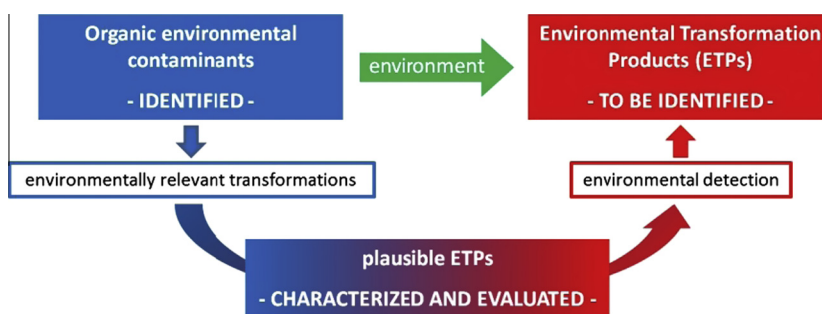 Organic environmental
contaminants
- IDENTIFIED -
environment
Environmental Transformation
Products (ETPs)
- TO BE IDENTIFIED -
environmentally relevant transformations
environmental detection
plausible ETPs
- CHARACTERIZED AND EVALUATED -